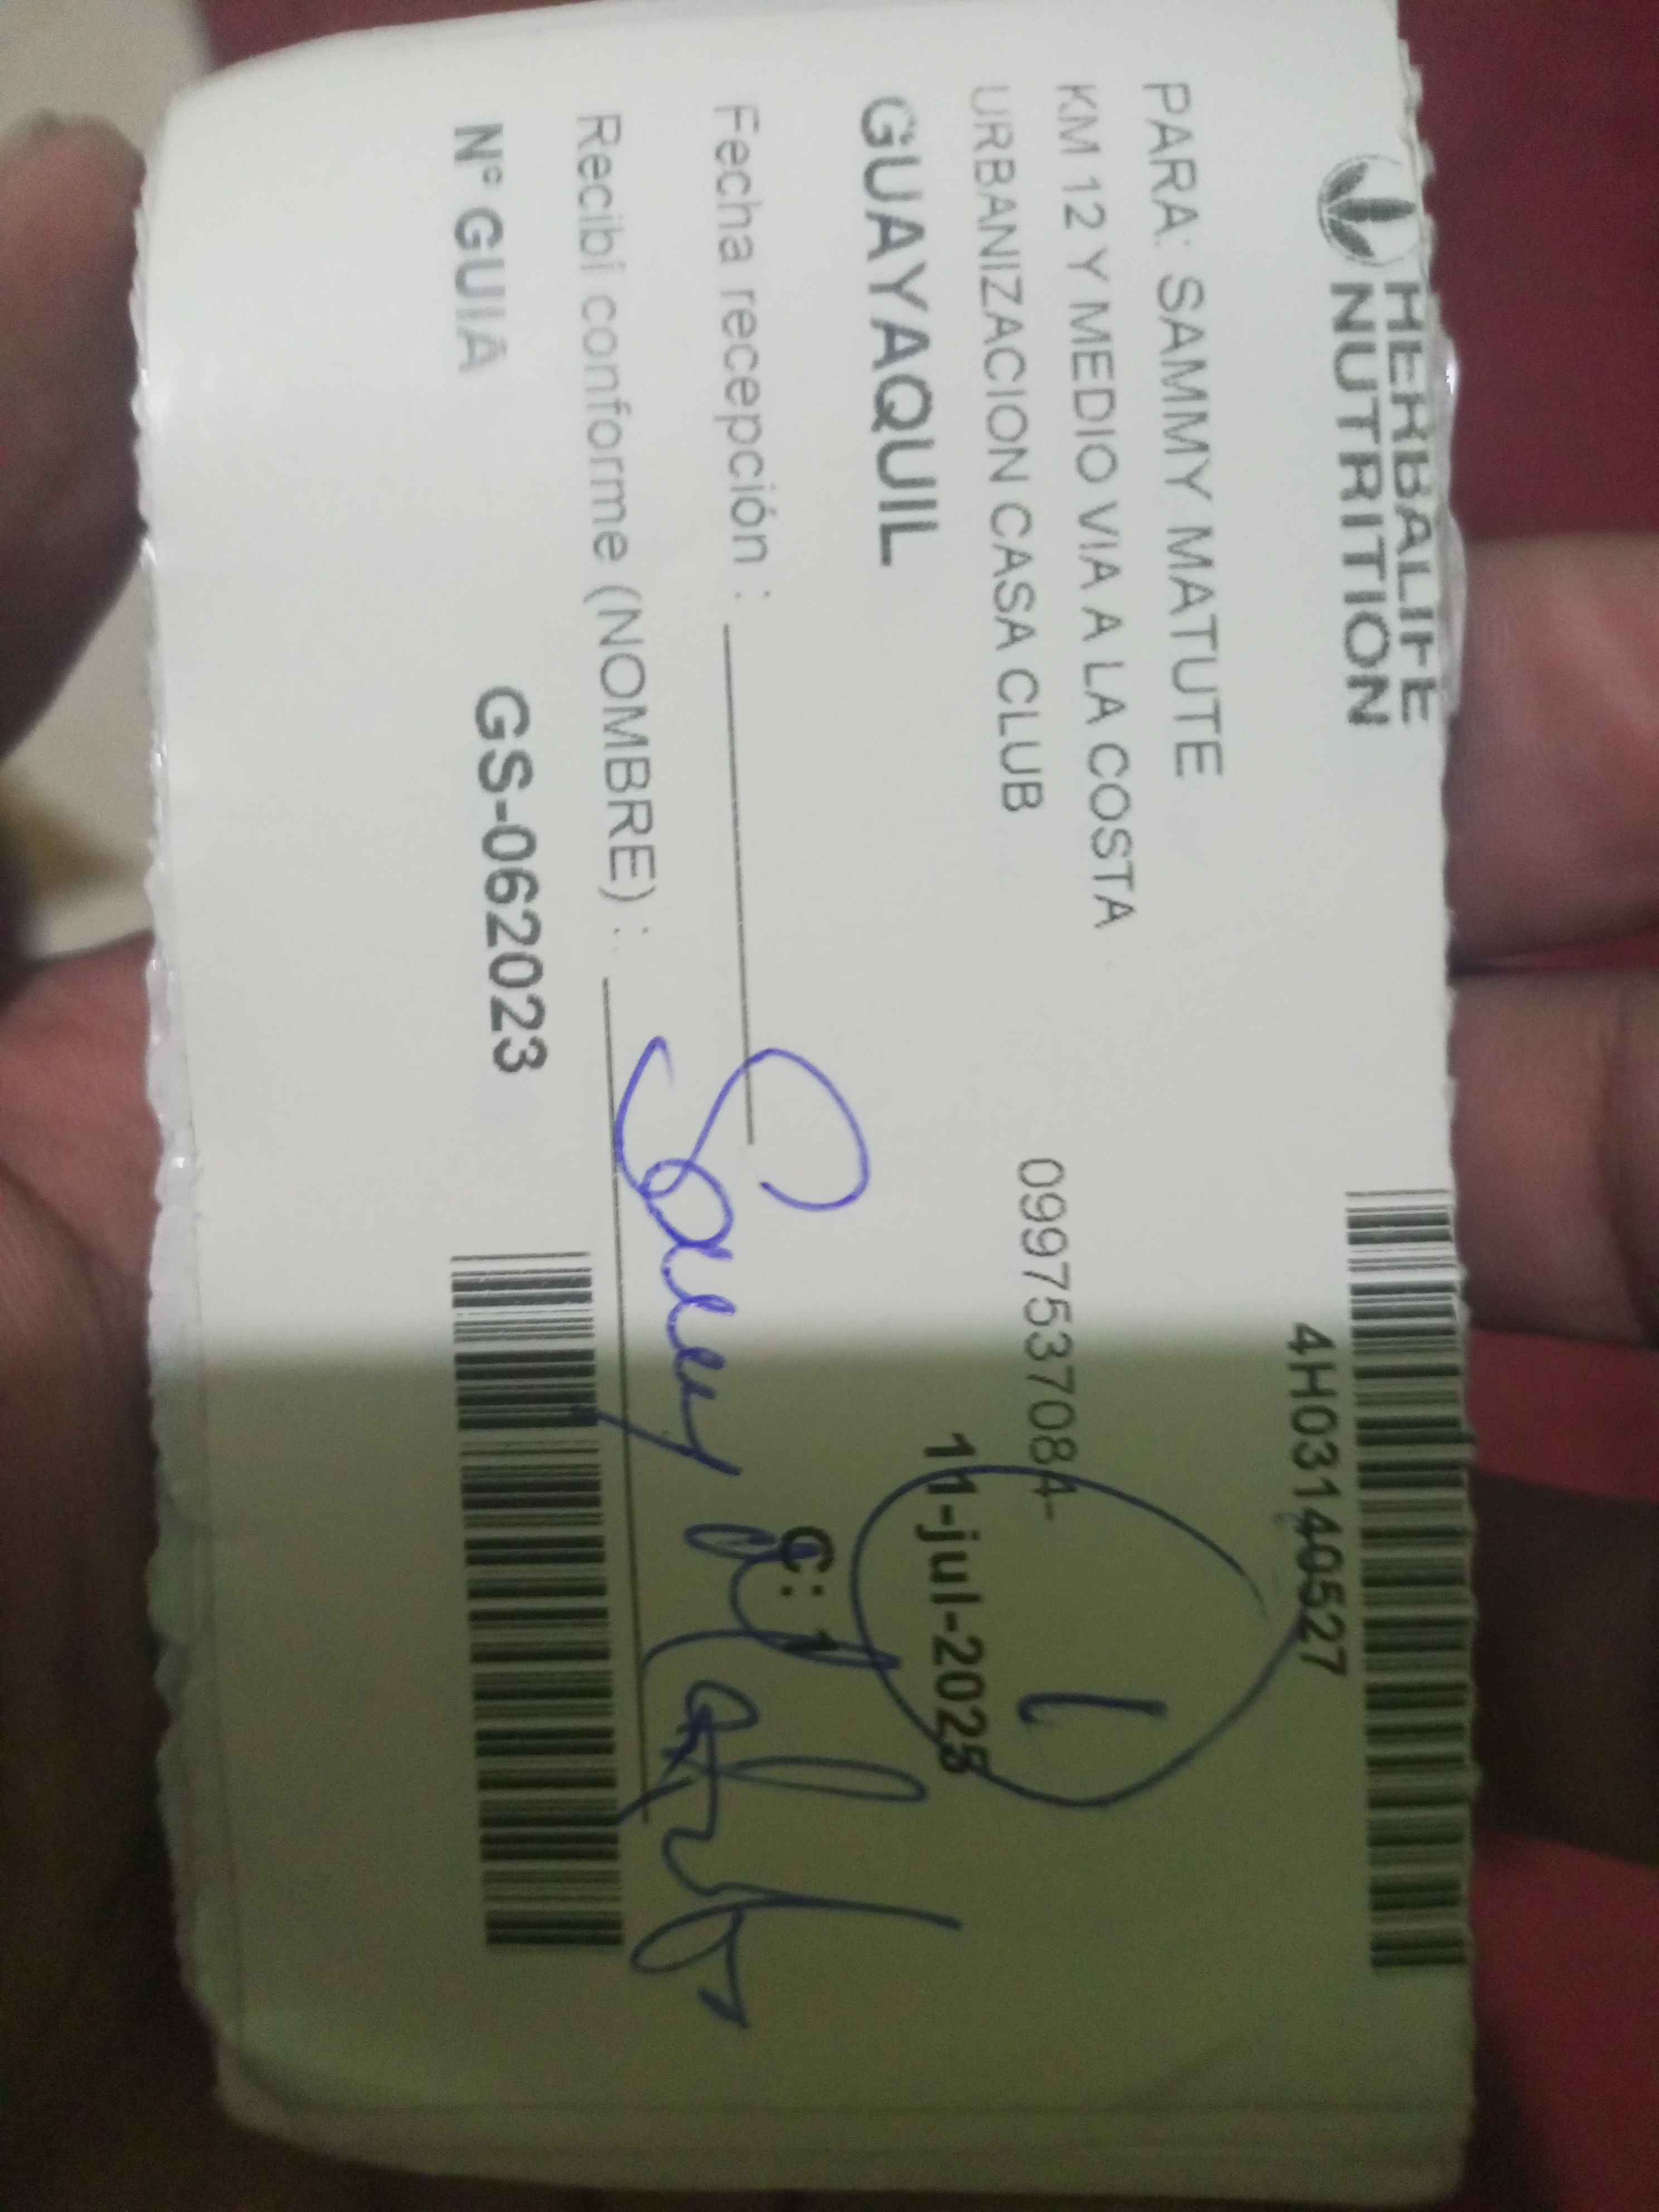 HERBALIFE
NUTRITION
4H03140527
PARA: SAMMY MATUTE
KM 12 Y MEDIO VIA A LA COSTA
URBANIZACION CASA CLUB
0997537084-
1
GUAYAQUIL
11-jul-2025
Fecha recepción :
C: 1
Recibí conforme (NOMBRE) :
Nº GUIA
GS-062023